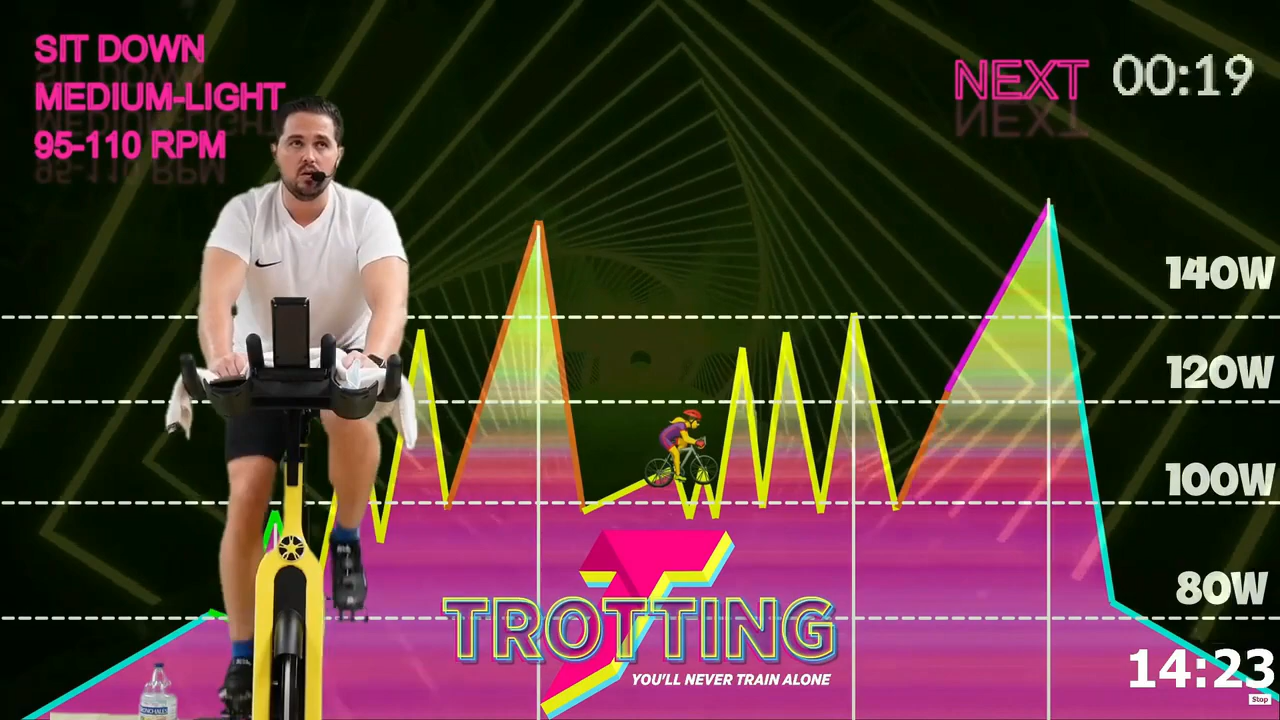 SIT DOWN
MEDIUM-LIGHT
95-110 RPM
NEXT 00:19
140W
120W
100W
80W
TROTTING
YOU'LL NEVER TRAIN ALONE
14:23
Stop